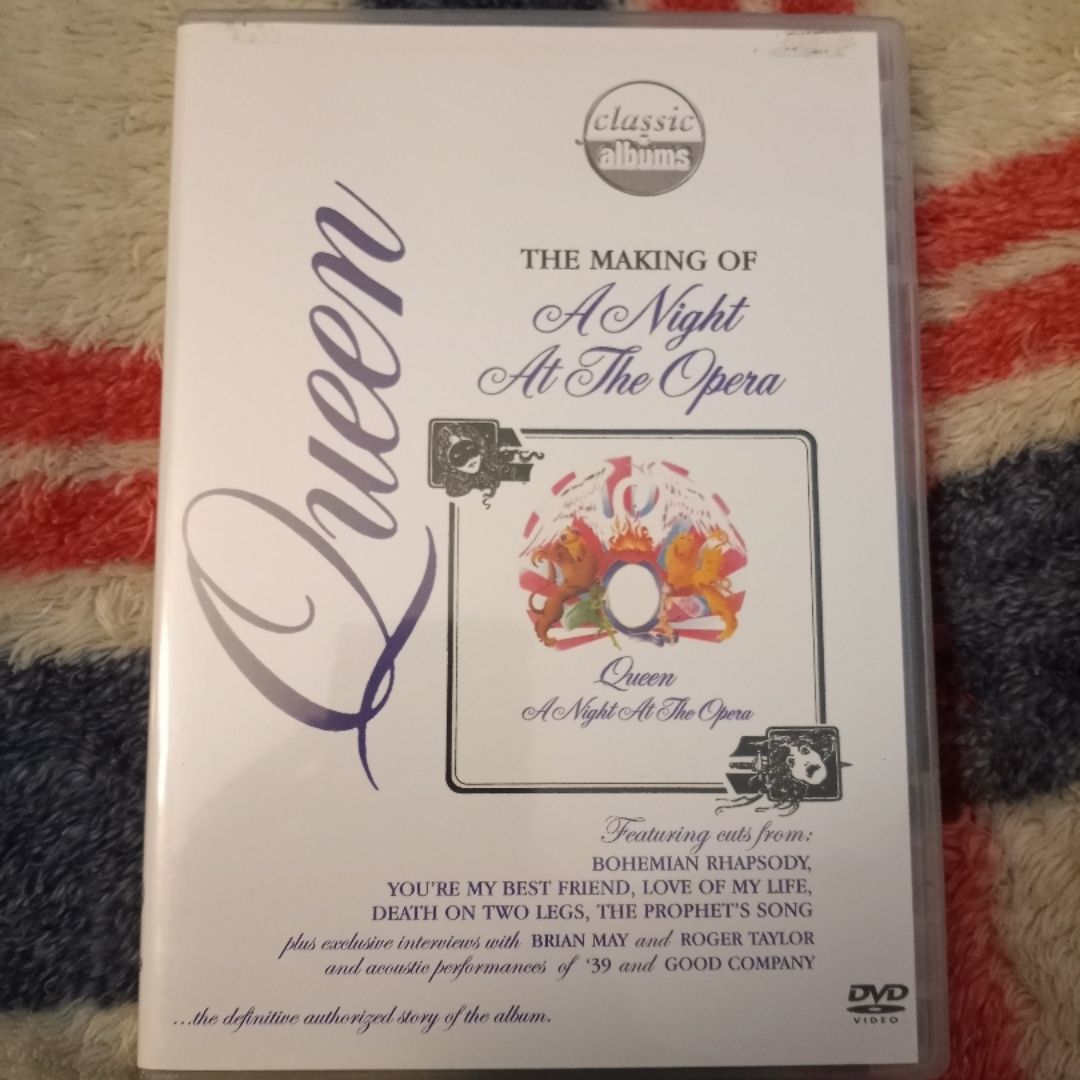 classic
albums
Queen
THE MAKING OF
A Night
At The Opera
Queen
A Night At The Opera
Featuring cuts from:
BOHEMIAN RHAPSODY,
YOU'RE MY BEST FRIEND, LOVE OF MY LIFE,
DEATH ON TWO LEGS, THE PROPHET'S SONG
plus exclusive interviews with BRIAN MAY and ROGER TAYLOR
and acoustic performances of '39 and GOOD COMPANY
...the definitive authorized story of the album.
DVD
VIDEO